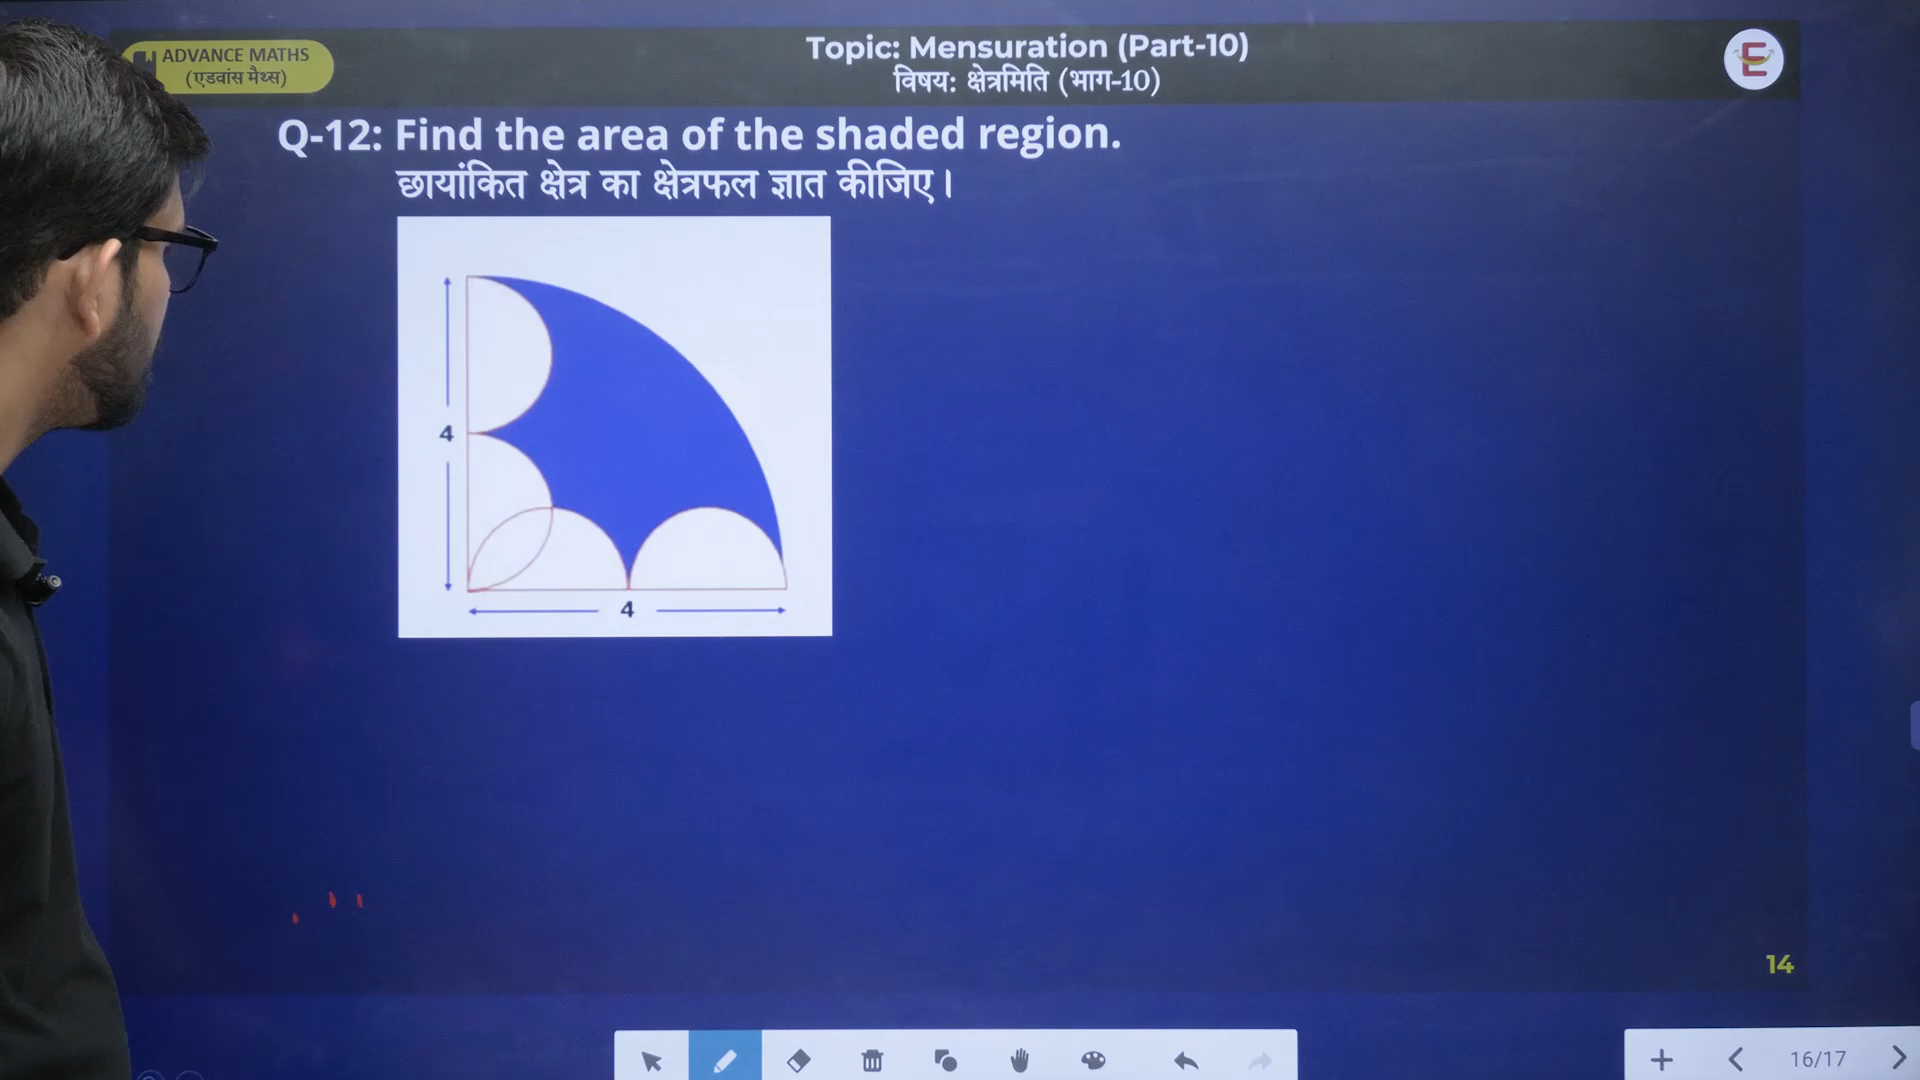 ADVANCE MATHS
(एडवांस मैथ्स)
Topic: Mensuration (Part-10)
विषय: क्षेत्रमिति (भाग-10)
E
Q-12: Find the area of the shaded region.
छायांकित क्षेत्र का क्षेत्रफल ज्ञात कीजिए।
4
4
14
16/17